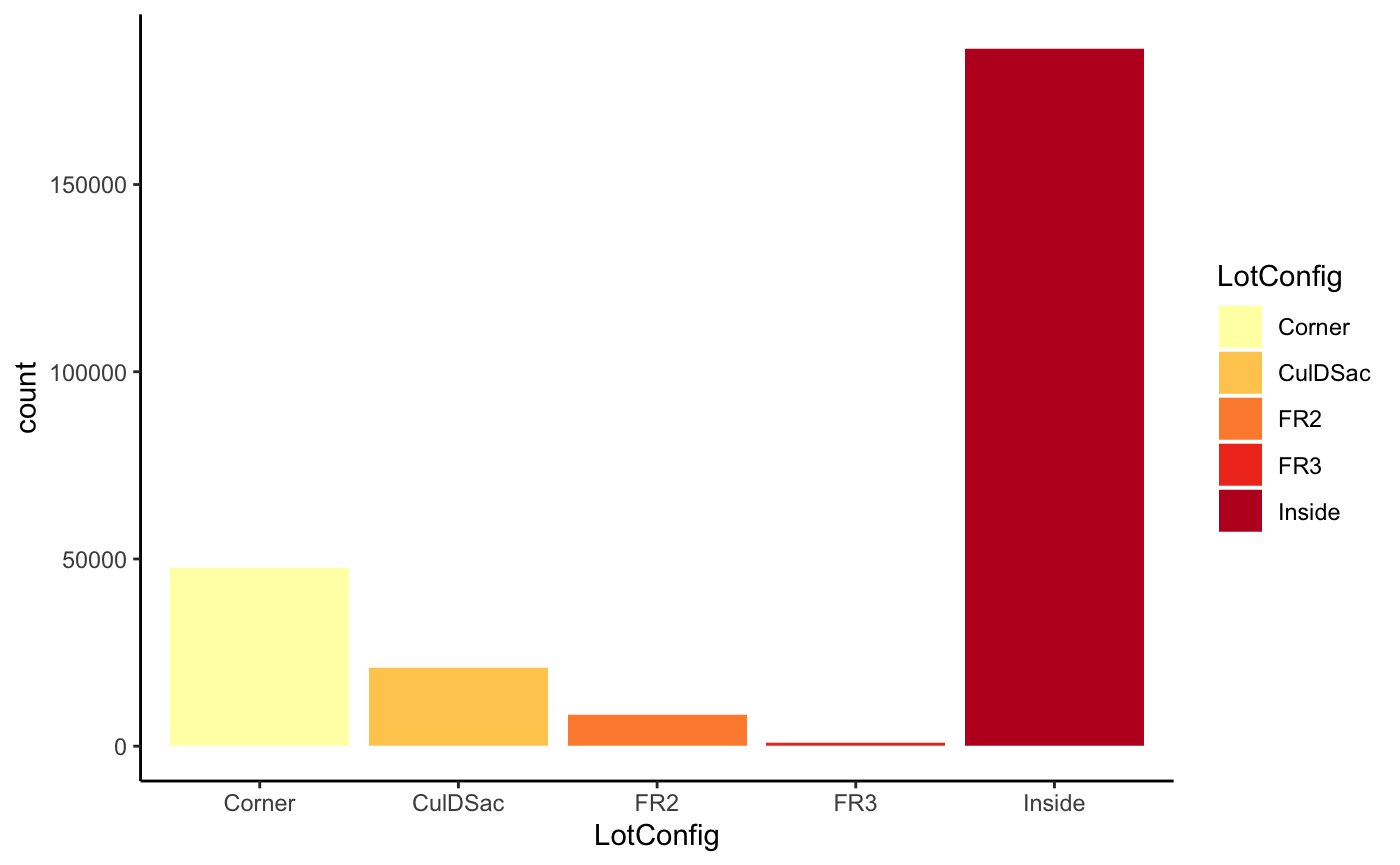 150000
100000
50000
0
count
Corner
CulDSac
FR2
FR3
Inside
LotConfig
LotConfig
Corner
CulDSac
FR2
FR3
Inside